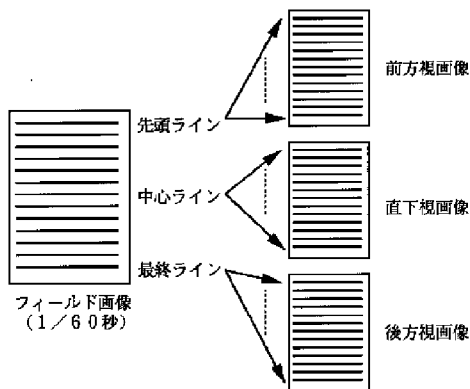 前方視画像
先頭ライン
中心ライン
直下視画像
最終ライン
フィールド画像
(1/60秒)
後方視画像